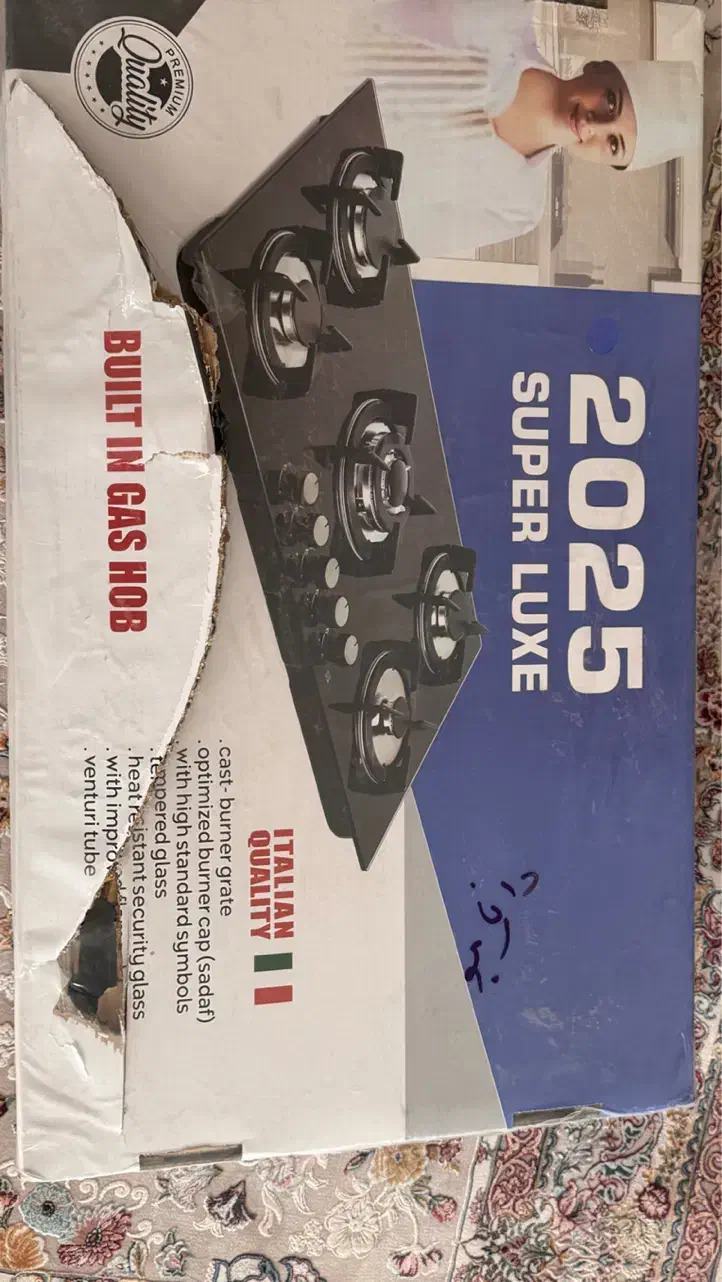 PREMIUM
Quality
2025
SUPER LUXE
BUILT IN GAS HOB
ITALIAN
QUALITY
. cast- burner grate
. optimized burner cap (sadaf)
. with high standard symbols
. tempered glass
. heat resistant security glass
. with improved
. venturi tube